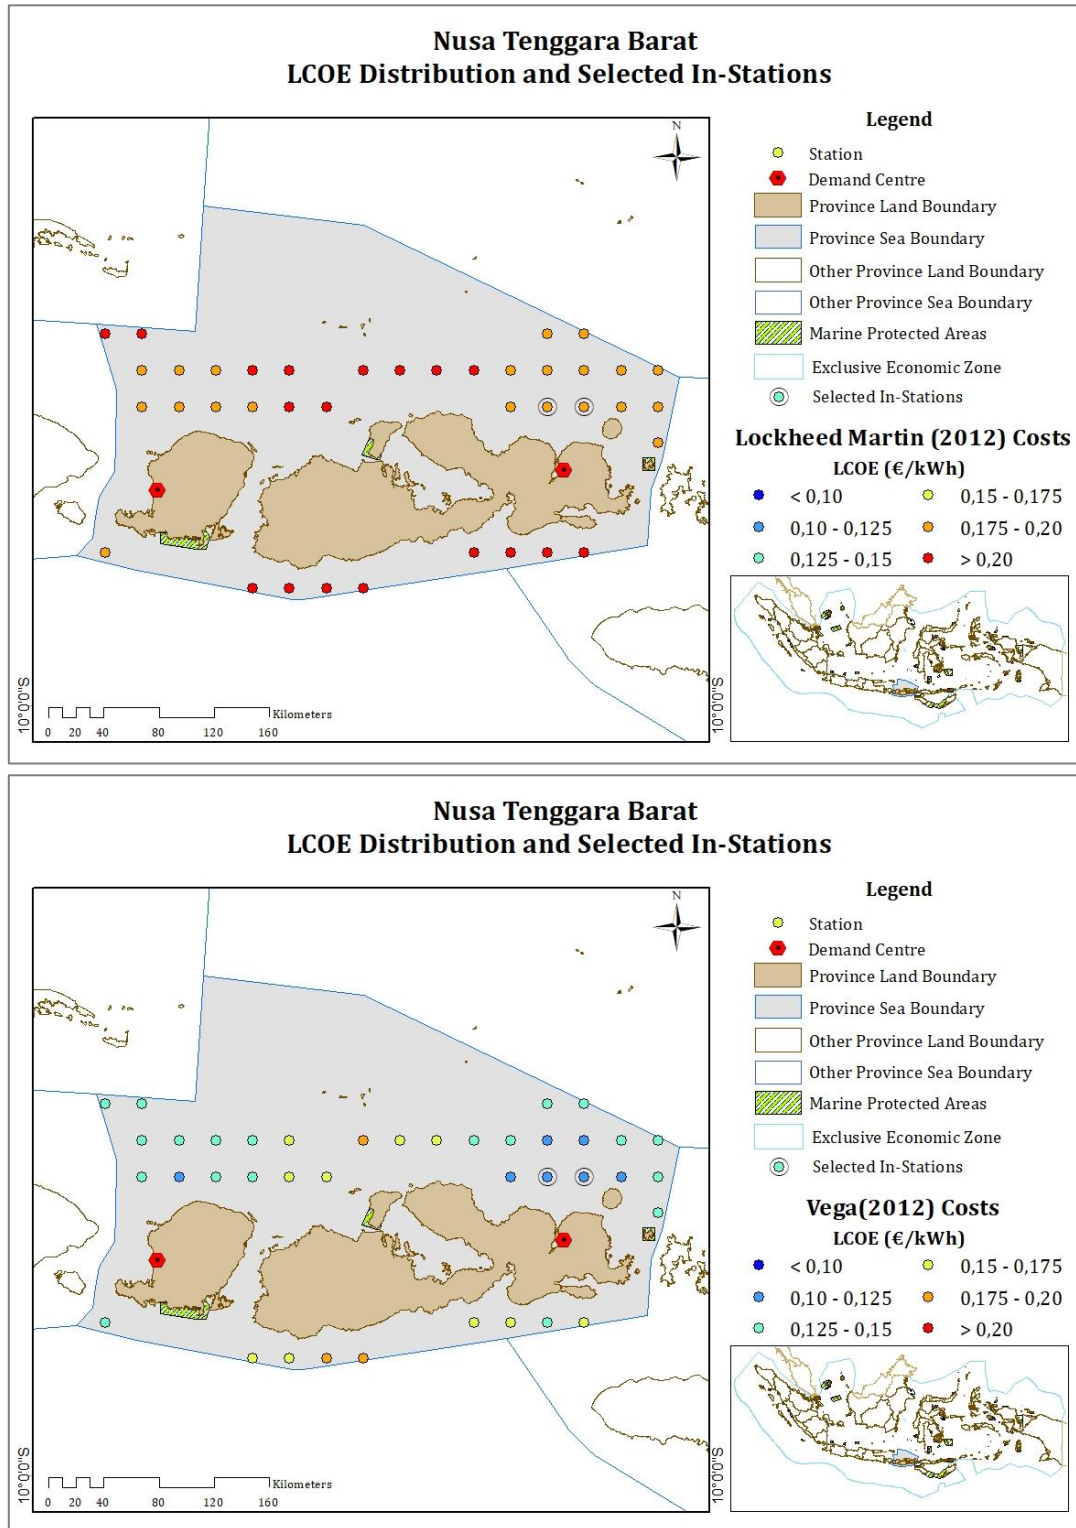 Nusa Tenggara Barat
LCOE Distribution and Selected In-Stations
N
Legend
Station
Demand Centre
Province Land Boundary
Province Sea Boundary
Other Province Land Boundary
Other Province Sea Boundary
Marine Protected Areas
Exclusive Economic Zone
Selected In-Stations
Lockheed Martin (2012) Costs
LCOE (€/kWh)
< 0,10
0,15 - 0,175
0,10 - 0,125
0,175 - 0,20
0,125 - 0,15
> 0,20
10°0'0"S
10°0'0"S
Kilometers
0 20 40 80 120 160
Nusa Tenggara Barat
LCOE Distribution and Selected In-Stations
N
Legend
Station
Demand Centre
Province Land Boundary
Province Sea Boundary
Other Province Land Boundary
Other Province Sea Boundary
Marine Protected Areas
Exclusive Economic Zone
Selected In-Stations
Vega(2012) Costs
LCOE (€/kWh)
< 0,10
0,15 - 0,175
0,10 - 0,125
0,175 - 0,20
0,125 - 0,15
> 0,20
10°0'0"S
10°0'0"S
Kilometers
0 20 40 80 120 160